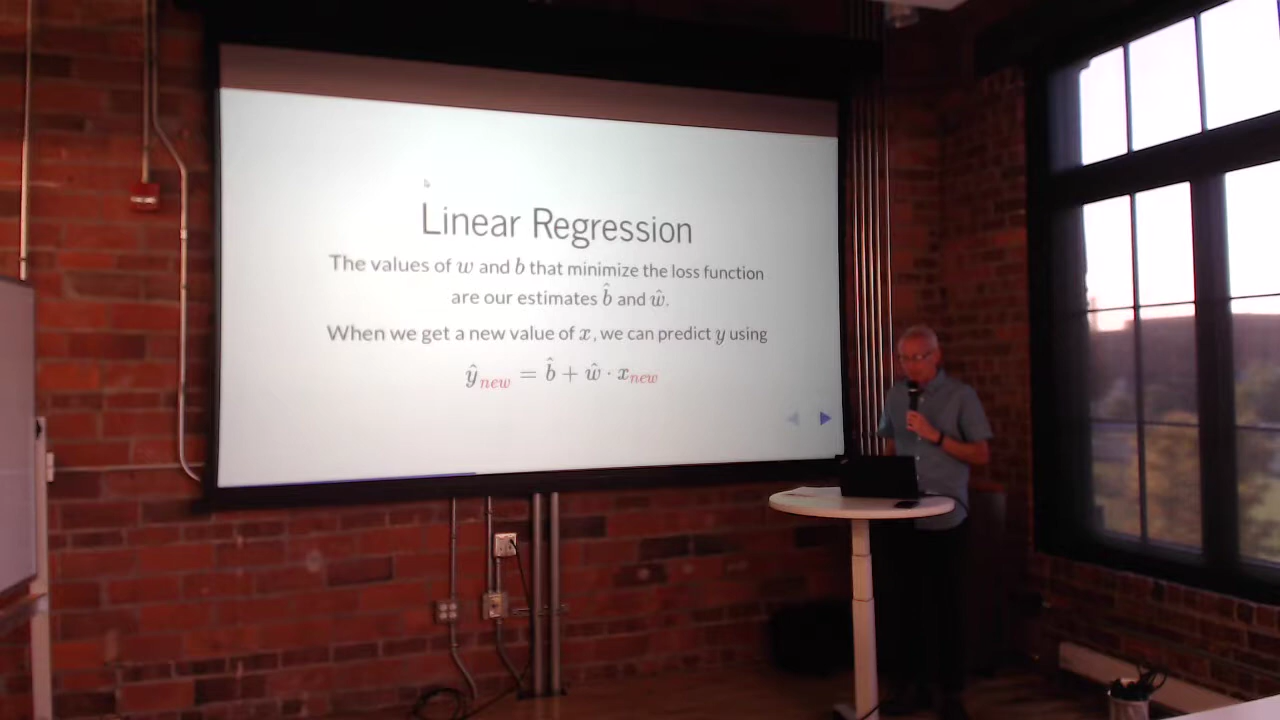 Linear Regression
The values of w and b that minimize the loss function
are our estimates b̂ and ŵ.
When we get a new value of x, we can predict y using
ŷ_new = b̂ + ŵ · x_new